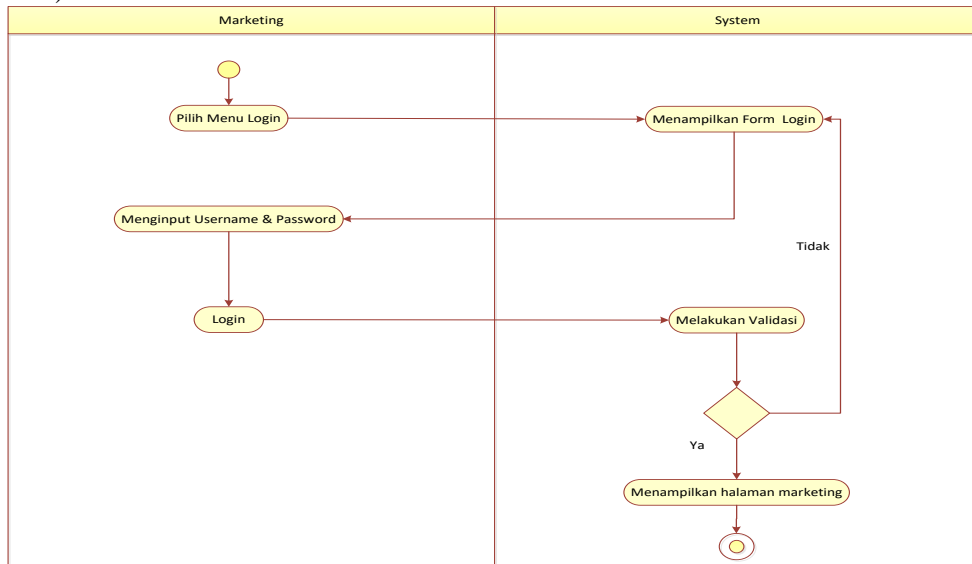 Marketing
System
Pilih Menu Login
Menampilkan Form Login
Menginput Username & Password
Tidak
Login
Melakukan Validasi
Ya
Menampilkan halaman marketing